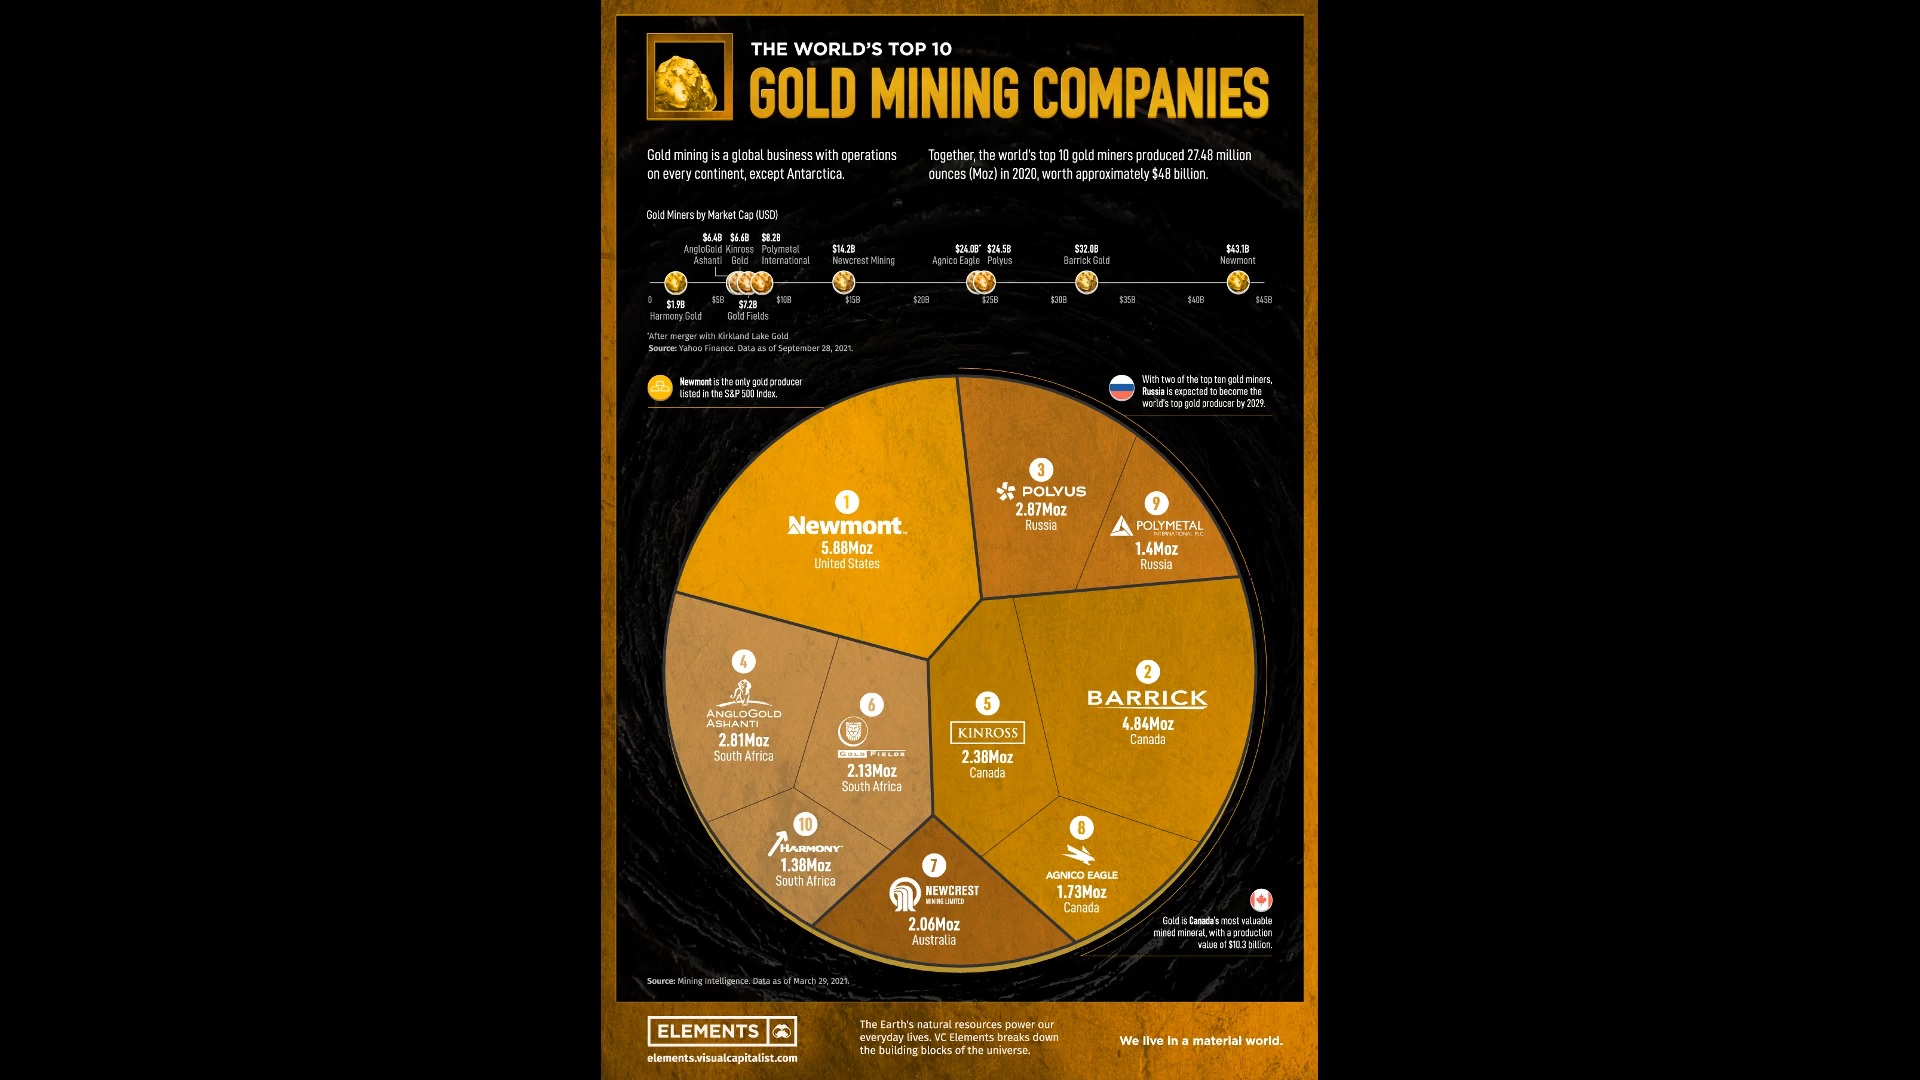 THE WORLD'S TOP 10
GOLD MINING COMPANIES
Gold mining is a global business with operations
on every continent, except Antarctica.
Together, the world's top 10 gold miners produced 27.48 million
ounces (Moz) in 2020, worth approximately $48 billion.
Gold Miners by Market Cap (USD)
$6.4B
AngloGold
Ashanti
$6.6B
Kinross
Gold
$8.2B
Polymetal
International
$14.2B
Newcrest Mining
$24.0B*
Agnico Eagle
$24.5B
Polyus
$32.0B
Barrick Gold
$43.1B
Newmont
0
$5B
$10B
$15B
$20B
$25B
$30B
$35B
$40B
$45B
$1.9B
Harmony Gold
$7.2B
Gold Fields
*After merger with Kirkland Lake Gold
Source: Yahoo Finance. Data as of September 28, 2021.
Newmont is the only gold producer
listed in the S&P 500 Index.
With two of the top ten gold miners,
Russia is expected to become the
world's top gold producer by 2029.
1
Newmont™
5.88Moz
United States
3
POLYUS
2.87Moz
Russia
9
POLYMETAL
INTERNATIONAL PLC
1.4Moz
Russia
4
ANGLOGOLD
ASHANTI
2.81Moz
South Africa
6
GOLD FIELDS
2.13Moz
South Africa
5
KINROSS
2.38Moz
Canada
2
BARRICK
4.84Moz
Canada
10
HARMONY™
1.38Moz
South Africa
7
NEWCREST
MINING LIMITED
2.06Moz
Australia
8
AGNICO EAGLE
1.73Moz
Canada
Gold is Canada's most valuable
mined mineral, with a production
value of $10.3 billion.
Source: Mining Intelligence. Data as of March 29, 2021.
ELEMENTS
elements.visualcapitalist.com
The Earth's natural resources power our
everyday lives. VC Elements breaks down
the building blocks of the universe.
We live in a material world.